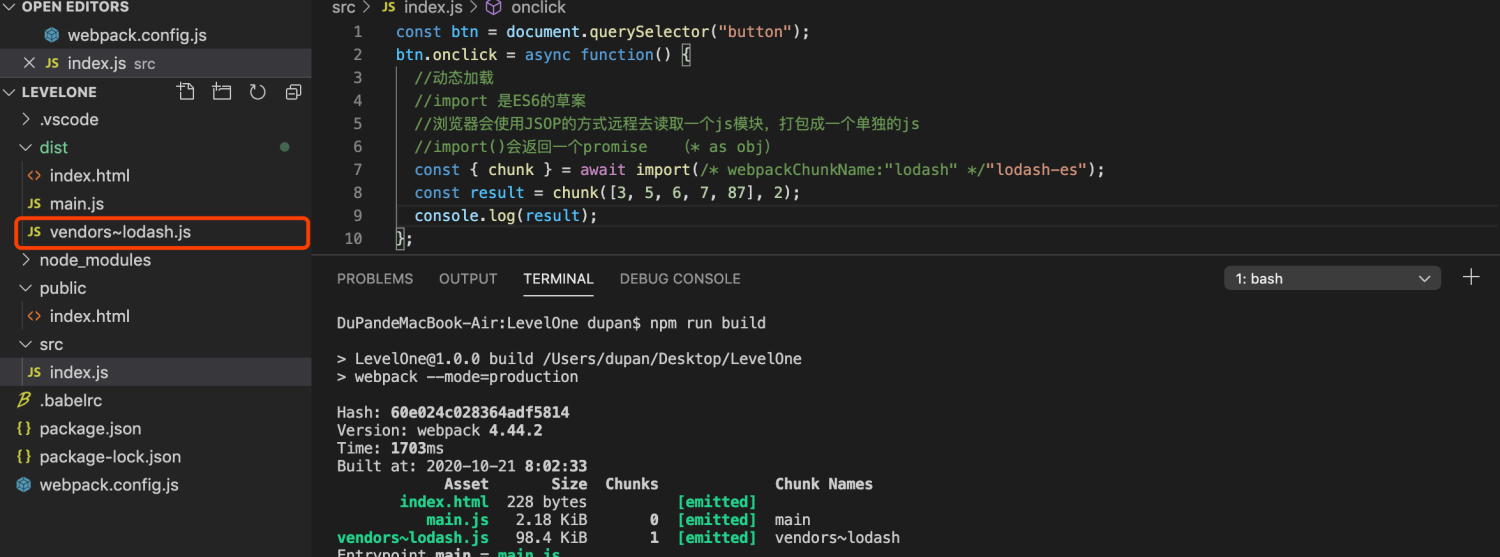 OPEN EDITORS
webpack.config.js
JS index.js src
LEVELONE
.vscode
dist
<> index.html
JS main.js
JS vendors~lodash.js
node_modules
public
<> index.html
src
JS index.js
.babelrc
{} package.json
{} package-lock.json
webpack.config.js
src > JS index.js > onclick
1 const btn = document.querySelector("button");
2 btn.onclick = async function() {
3 //动态加载
4 //import 是ES6的草案
5 //浏览器会使用JSOP的方式远程去读取一个js模块，打包成一个单独的js
6 //import()会返回一个promise （* as obj）
7 const { chunk } = await import(/* webpackChunkName:"lodash" */"lodash-es");
8 const result = chunk([3, 5, 6, 7, 87], 2);
9 console.log(result);
10 };
PROBLEMS OUTPUT TERMINAL DEBUG CONSOLE 1: bash
DuPandeMacBook-Air:LevelOne dupan$ npm run build
> LevelOne@1.0.0 build /Users/dupan/Desktop/LevelOne
> webpack --mode=production
Hash: 60e024c028364adf5814
Version: webpack 4.44.2
Time: 1703ms
Built at: 2020-10-21 8:02:33
Asset Size Chunks Chunk Names
index.html 228 bytes [emitted]
main.js 2.18 KiB 0 [emitted] main
vendors~lodash.js 98.4 KiB 1 [emitted] vendors~lodash
Entrypoint main = main.js